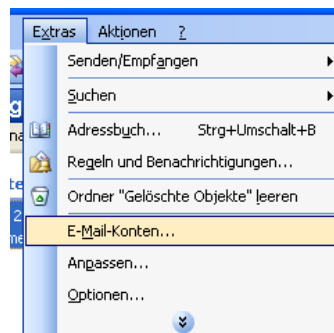 Extras Aktionen ?
Senden/Empfangen
Suchen
Adressbuch... Strg+Umschalt+B
Regeln und Benachrichtigungen...
Ordner "Gelöschte Objekte" leeren
E-Mail-Konten...
Anpassen...
Optionen...